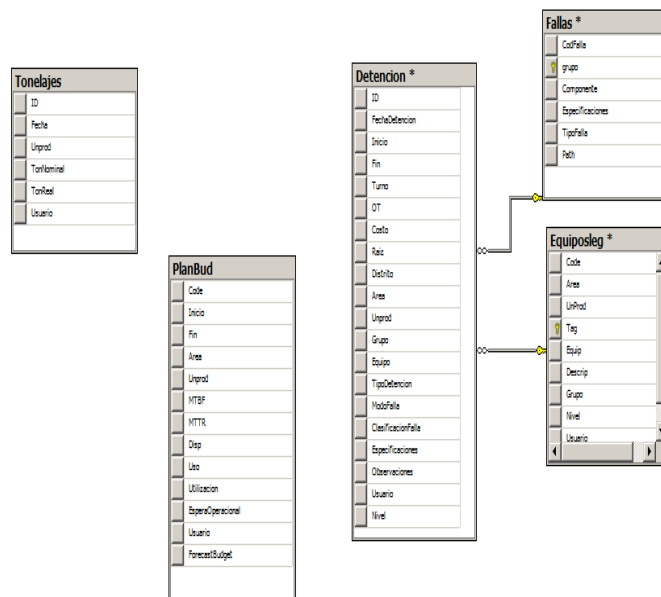 Tonelajes
ID
Fecha
Unprod
TonNominal
TonReal
Usuario
PlanBud
Code
Inicio
Fin
Area
Unprod
MTBF
MTTR
Disp
Uso
Utilizacion
EsperaOperacional
Usuario
ForecastBudget
Detencion *
ID
FechaDetencion
Inicio
Fin
Turno
OT
Costo
Raiz
Distrito
Area
Unprod
Grupo
Equipo
TipoDetencion
ModoFalla
ClasificacionFalla
Especificaciones
Observaciones
Usuario
Nivel
Fallas *
CodFalla
grupo
Componente
Especificaciones
TipoFalla
Path
Equiposleg *
Code
Area
UnProd
Tag
Equip
Descrip
Grupo
Nivel
Usuario